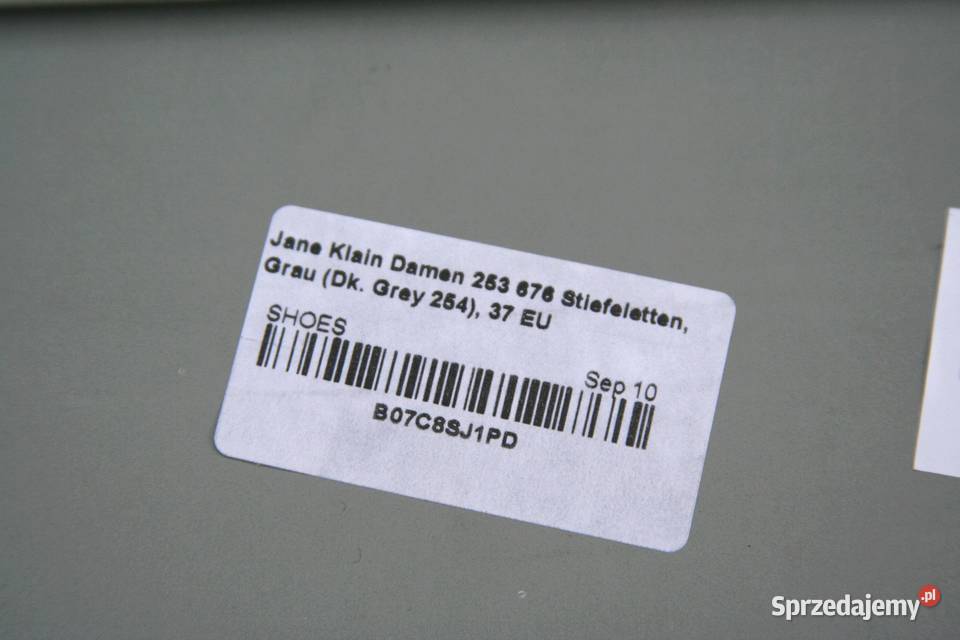 Jane Klain Damen 253 676 Stiefeletten,
Grau (Dk. Grey 254), 37 EU
SHOES
Sep 10
B07C8SJ1PD
Sprzedajemy.pl